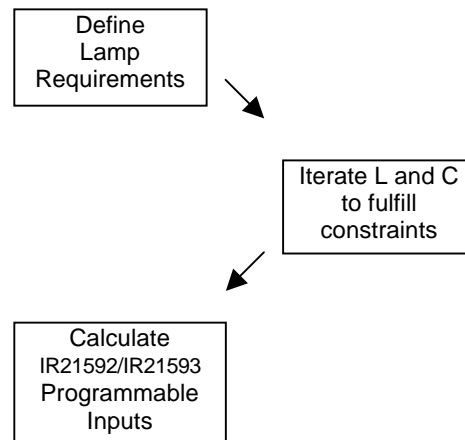 Define
Lamp
Requirements
Iterate L and C
to fulfill
constraints
Calculate
IR21592/IR21593
Programmable
Inputs